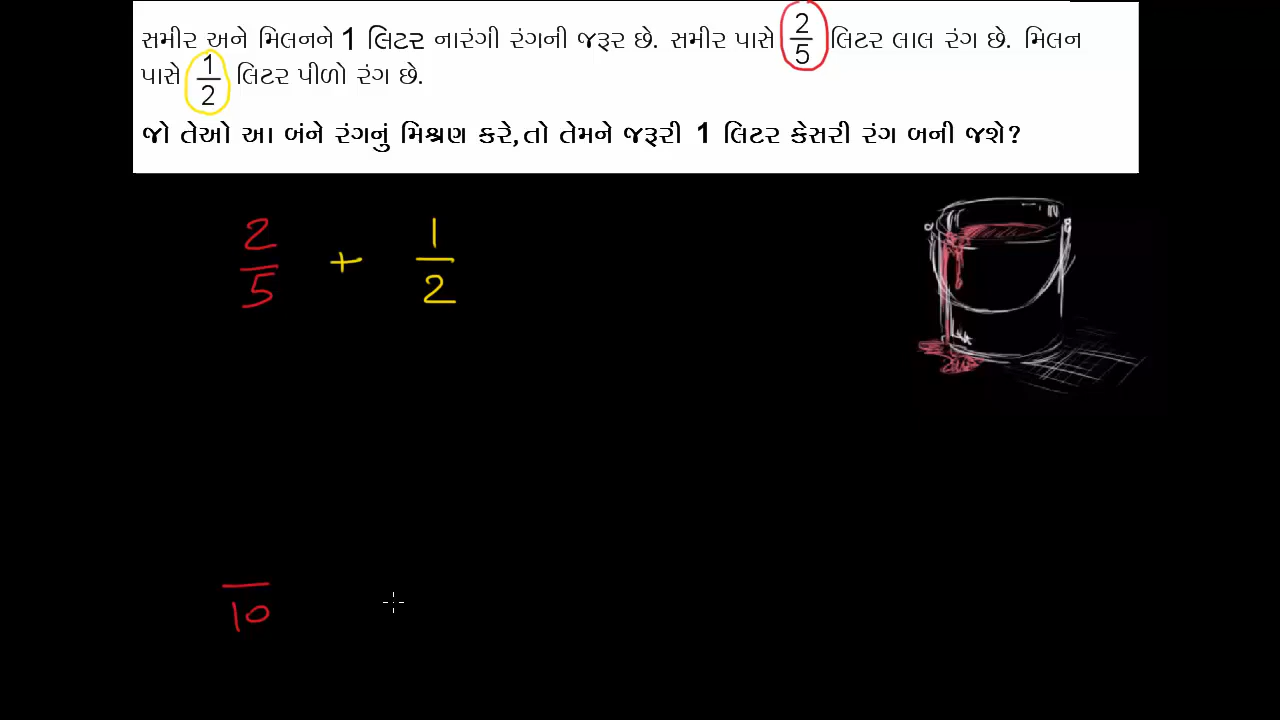 સમીર અને મિલનને 1 લિટર નારંગી રંગની જરૂર છે. સમીર પાસે 2/5 લિટર લાલ રંગ છે. મિલન
પાસે 1/2 લિટર પીળો રંગ છે.
જો તેઓ આ બંને રંગનું મિશ્રણ કરે,તો તેમને જરૂરી 1 લિટર કેસરી રંગ બની જશે?
2/5 + 1/2
/10